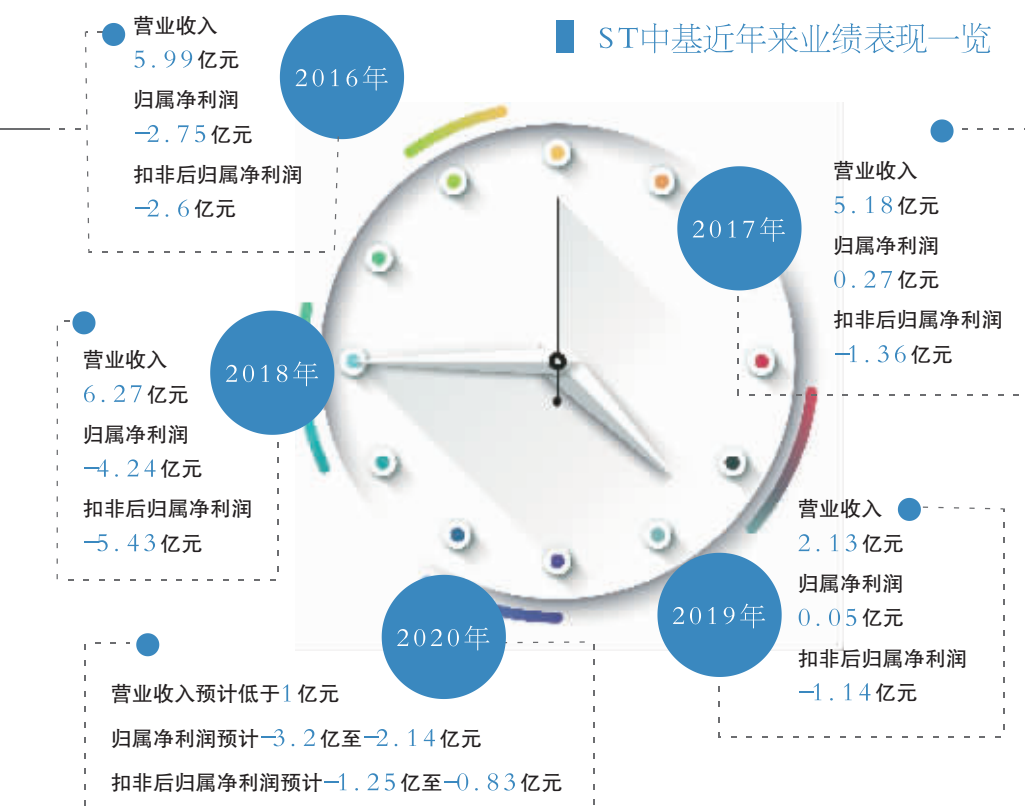 ST中基近年来业绩表现一览
2016年
营业收入
5.99亿元
归属净利润
-2.75亿元
扣非后归属净利润
-2.6亿元
2017年
营业收入
5.18亿元
归属净利润
0.27亿元
扣非后归属净利润
-1.36亿元
2018年
营业收入
6.27亿元
归属净利润
-4.24亿元
扣非后归属净利润
-5.43亿元
2019年
营业收入
2.13亿元
归属净利润
0.05亿元
扣非后归属净利润
-1.14亿元
2020年
营业收入预计低于1亿元
归属净利润预计-3.2亿至-2.14亿元
扣非后归属净利润预计-1.25亿至-0.83亿元